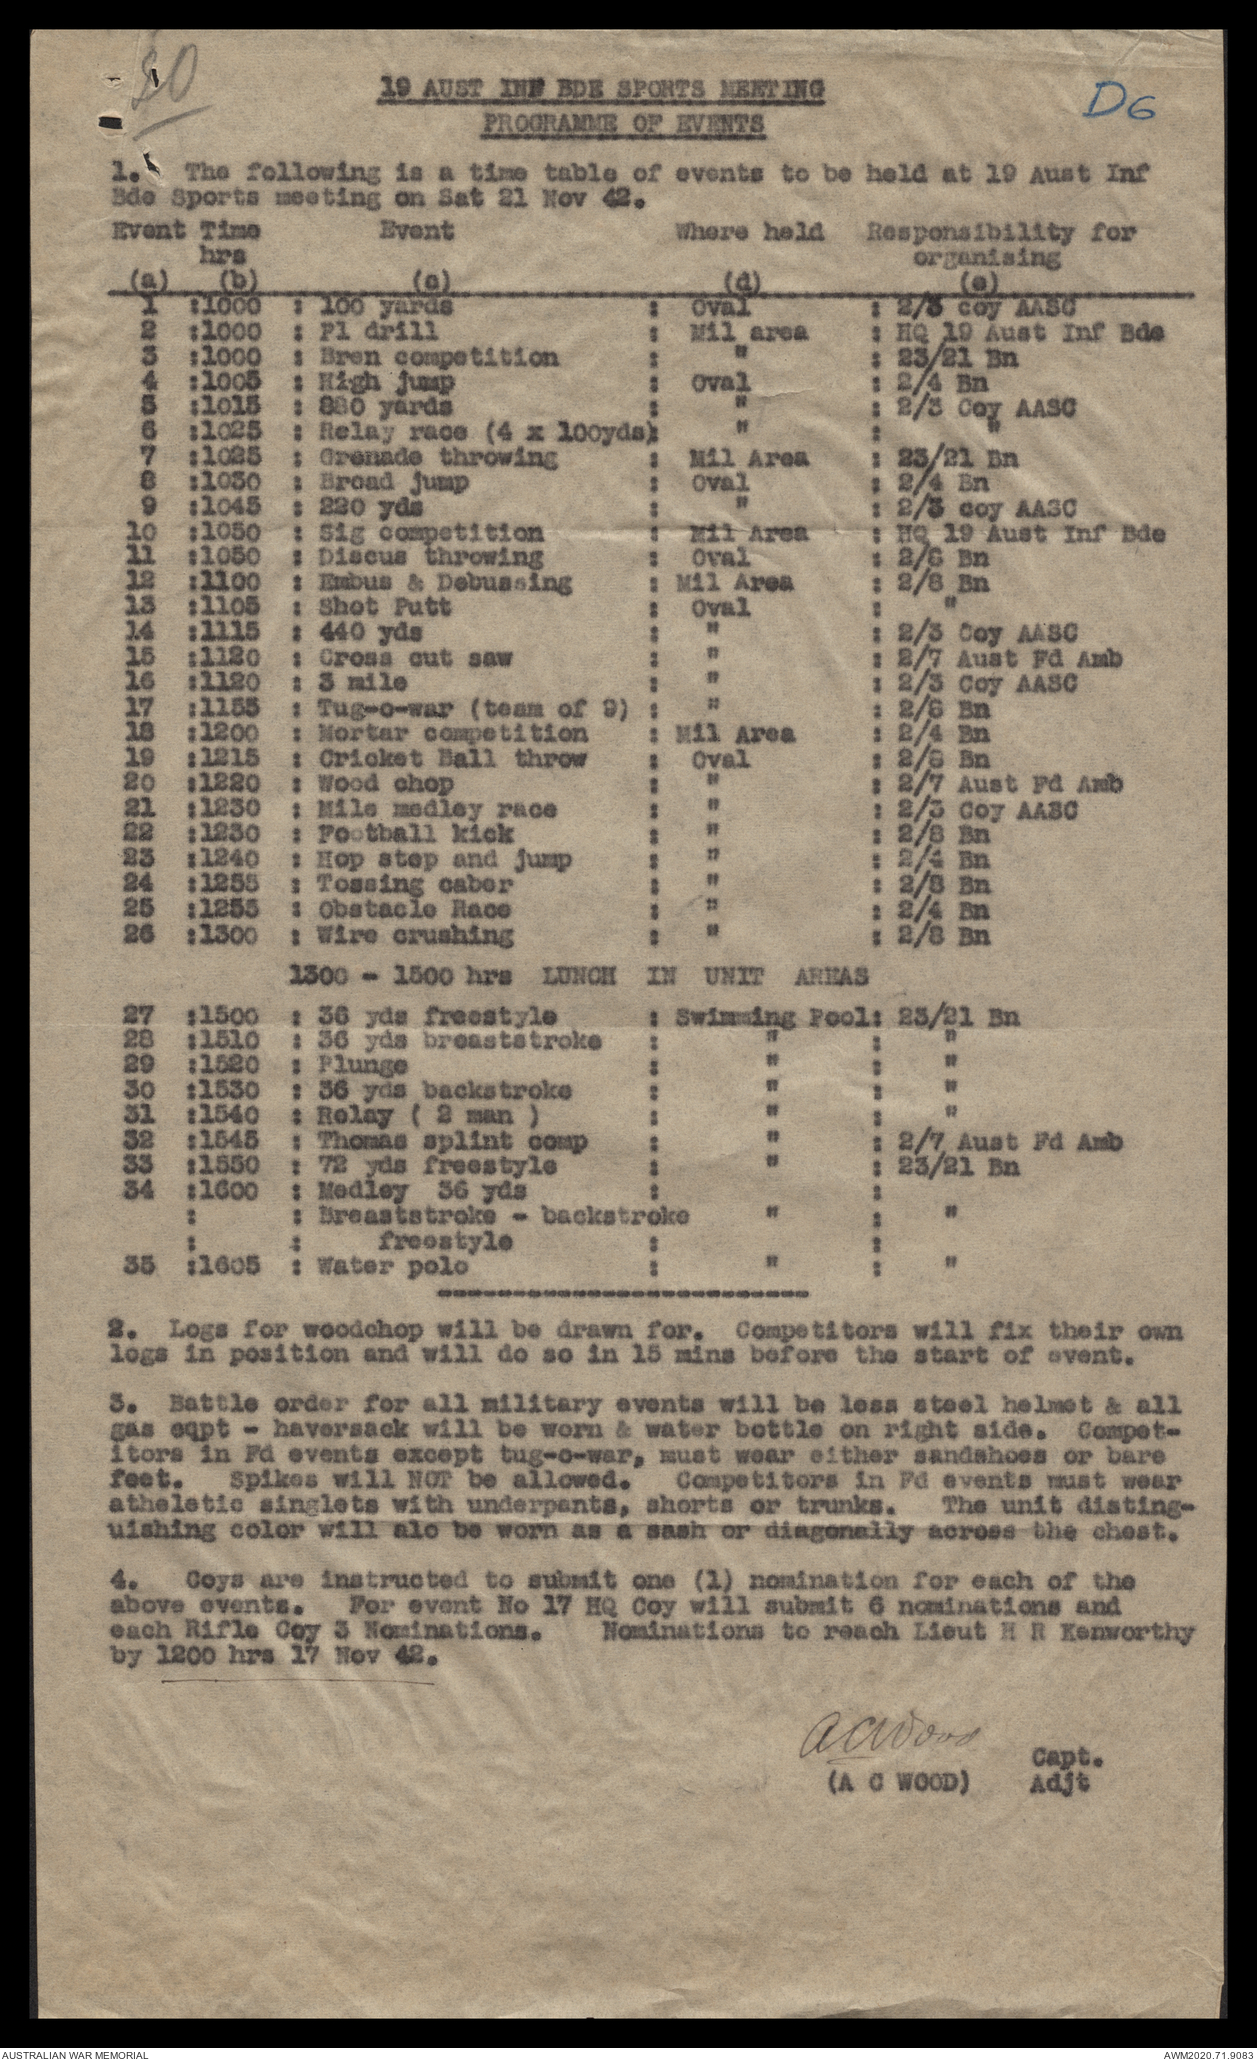 20
D6
19 AUST INF BDE SPORTS MEETING
PROGRAMME OF EVENTS
1. The following is a time table of events to be held at 19 Aust Inf
Bde Sports meeting on Sat 21 Nov 42.
Event Time Event Where held Responsibility for
hrs organising
(a) (b) (c) (d) (e)
1 :1000 : 100 yards : Oval : 2/3 coy AASC
2 :1000 : Pl drill : Mil area : HQ 19 Aust Inf Bde
3 :1000 : Bren competition : " : 23/21 Bn
4 :1005 : High jump : Oval : 2/4 Bn
5 :1015 : 880 yards : " : 2/3 Coy AASC
6 :1025 : Relay race (4 x 100yds): " : "
7 :1025 : Grenade throwing : Mil Area : 23/21 Bn
8 :1030 : Broad jump : Oval : 2/4 Bn
9 :1045 : 220 yds : " : 2/3 coy AASC
10 :1050 : Sig competition : Mil Area : HQ 19 Aust Inf Bde
11 :1050 : Discus throwing : Oval : 2/8 Bn
12 :1100 : Embus & Debussing : Mil Area : 2/8 Bn
13 :1105 : Shot Putt : Oval : "
14 :1115 : 440 yds : " : 2/3 Coy AASC
15 :1120 : Cross cut saw : " : 2/7 Aust Fd Amb
16 :1120 : 3 mile : " : 2/3 Coy AASC
17 :1155 : Tug-o-war (team of 9) : " : 2/8 Bn
18 :1200 : Mortar competition : Mil Area : 2/4 Bn
19 :1215 : Cricket Ball throw : Oval : 2/8 Bn
20 :1220 : Wood chop : " : 2/7 Aust Fd Amb
21 :1230 : Mile medley race : " : 2/3 Coy AASC
22 :1230 : Football kick : " : 2/8 Bn
23 :1240 : Hop step and jump : " : 2/4 Bn
24 :1255 : Tossing caber : " : 2/8 Bn
25 :1255 : Obstacle Race : " : 2/4 Bn
26 :1300 : Wire crushing : " : 2/8 Bn
1300 - 1500 hrs LUNCH IN UNIT AREAS
27 :1500 : 36 yds freestyle : Swimming Pool: 23/21 Bn
28 :1510 : 36 yds breaststroke : " : "
29 :1520 : Plunge : " : "
30 :1530 : 36 yds backstroke : " : "
31 :1540 : Relay ( 2 man ) : " : "
32 :1545 : Thomas splint comp : " : 2/7 Aust Fd Amb
33 :1550 : 72 yds freestyle : " : 23/21 Bn
34 :1600 : Medley 36 yds : :
: : Breaststroke - backstroke " : "
: : freestyle : :
35 :1605 : Water polo : " : "
-------------------------
2. Logs for woodchop will be drawn for. Competitors will fix their own
logs in position and will do so in 15 mins before the start of event.
3. Battle order for all military events will be less steel helmet & all
gas eqpt - haversack will be worn & water bottle on right side. Compet-
itors in Fd events except tug-o-war, must wear either sandshoes or bare
feet. Spikes will NOT be allowed. Competitors in Fd events must wear
atheletic singlets with underpants, shorts or trunks. The unit disting-
uishing color will alo be worn as a sash or diagonally across the chest.
4. Coys are instructed to submit one (1) nomination for each of the
above events. For event No 17 HQ Coy will submit 6 nominations and
each Rifle Coy 3 Nominations. Nominations to reach Lieut H R Kenworthy
by 1200 hrs 17 Nov 42.
ACWood
Capt.
(A C WOOD) Adjt
AUSTRALIAN WAR MEMORIAL AWM2020.71.9083